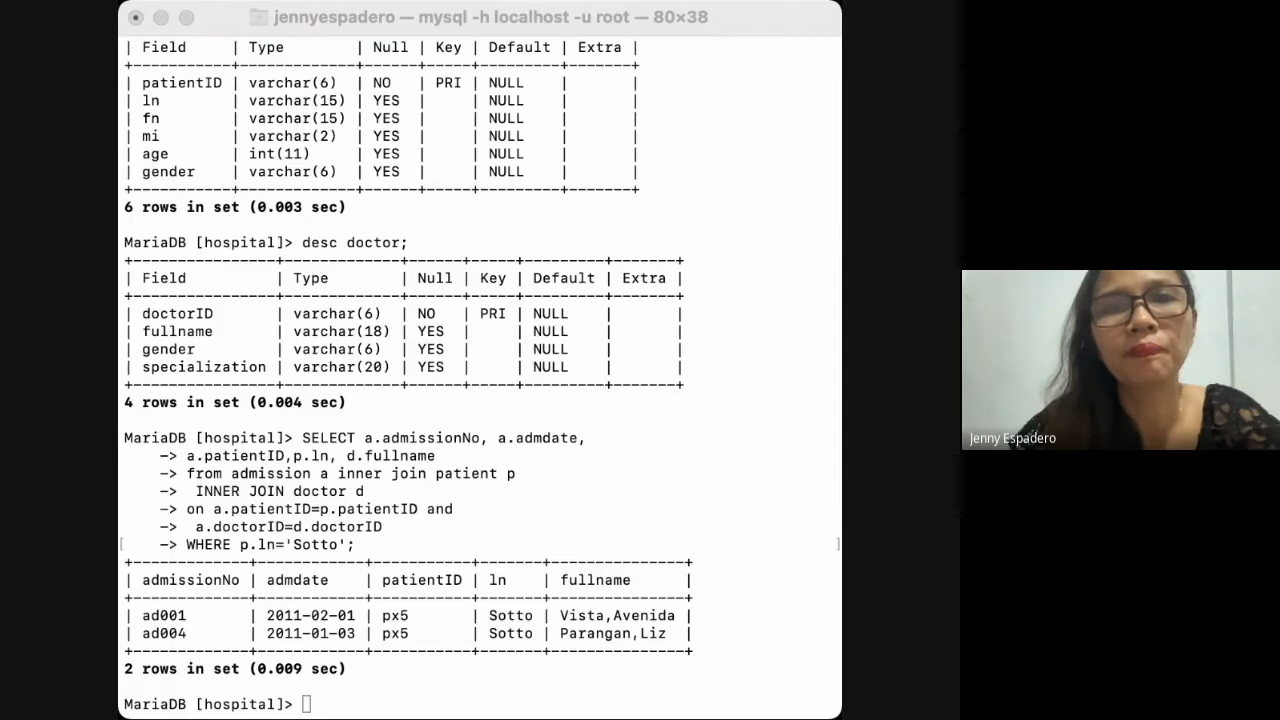 jennyespadero — mysql -h localhost -u root — 80×38
| Field     | Type        | Null | Key | Default | Extra |
+-----------+-------------+------+-----+---------+-------+
| patientID | varchar(6)  | NO   | PRI | NULL    |       |
| ln        | varchar(15) | YES  |     | NULL    |       |
| fn        | varchar(15) | YES  |     | NULL    |       |
| mi        | varchar(2)  | YES  |     | NULL    |       |
| age       | int(11)     | YES  |     | NULL    |       |
| gender    | varchar(6)  | YES  |     | NULL    |       |
+-----------+-------------+------+-----+---------+-------+
6 rows in set (0.003 sec)
MariaDB [hospital]> desc doctor;
+----------------+-------------+------+-----+---------+-------+
| Field          | Type        | Null | Key | Default | Extra |
+----------------+-------------+------+-----+---------+-------+
| doctorID       | varchar(6)  | NO   | PRI | NULL    |       |
| fullname       | varchar(18) | YES  |     | NULL    |       |
| gender         | varchar(6)  | YES  |     | NULL    |       |
| specialization | varchar(20) | YES  |     | NULL    |       |
+----------------+-------------+------+-----+---------+-------+
4 rows in set (0.004 sec)
MariaDB [hospital]> SELECT a.admissionNo, a.admdate,
    -> a.patientID,p.ln, d.fullname
    -> from admission a inner join patient p
    ->  INNER JOIN doctor d
    -> on a.patientID=p.patientID and
    ->  a.doctorID=d.doctorID
[    -> WHERE p.ln='Sotto'; ]
+-------------+------------+-----------+-------+---------------+
| admissionNo | admdate    | patientID | ln    | fullname      |
+-------------+------------+-----------+-------+---------------+
| ad001       | 2011-02-01 | px5       | Sotto | Vista,Avenida |
| ad004       | 2011-01-03 | px5       | Sotto | Parangan,Liz  |
+-------------+------------+-----------+-------+---------------+
2 rows in set (0.009 sec)
MariaDB [hospital]>
Jenny Espadero